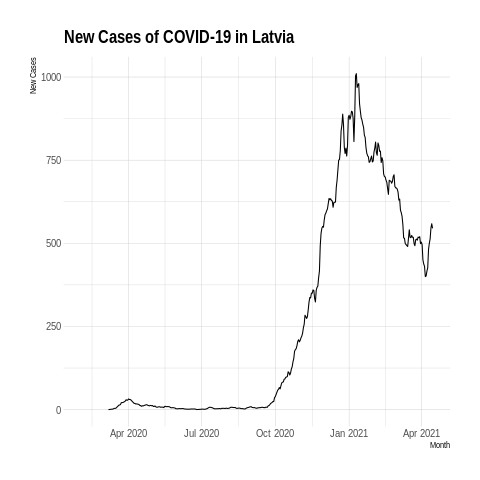 New Cases of COVID-19 in Latvia
New Cases
1000
750
500
250
0
Apr 2020 Jul 2020 Oct 2020 Jan 2021 Apr 2021
Month